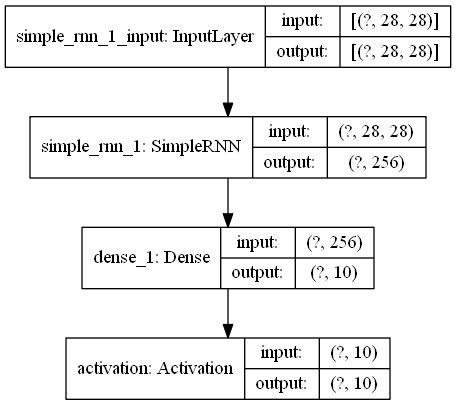 simple_rnn_1_input: InputLayer
input: [(?, 28, 28)]
output: [(?, 28, 28)]
simple_rnn_1: SimpleRNN
input: (?, 28, 28)
output: (?, 256)
dense_1: Dense
input: (?, 256)
output: (?, 10)
activation: Activation
input: (?, 10)
output: (?, 10)